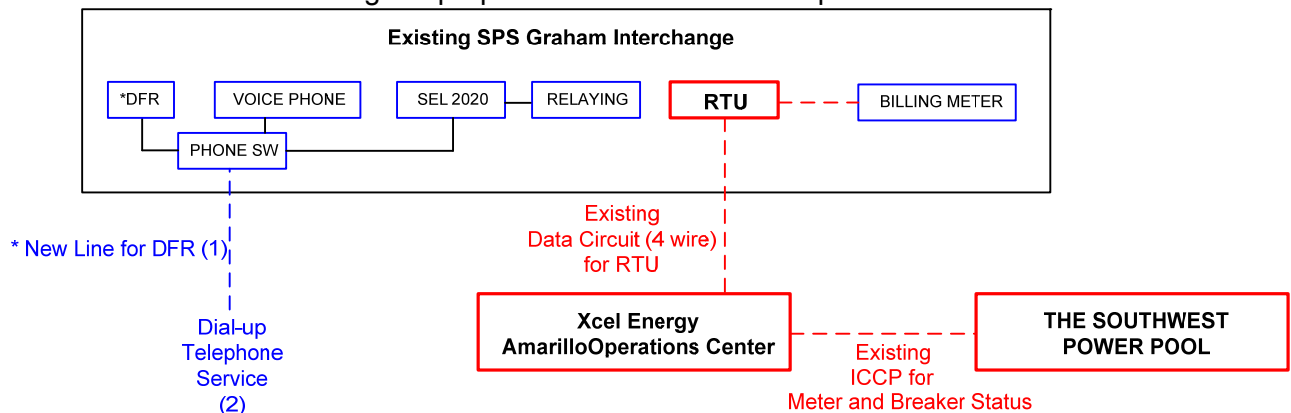 Existing SPS Graham Interchange
*DFR
VOICE PHONE
SEL 2020
RELAYING
RTU
BILLING METER
PHONE SW
Existing
Data Circuit (4 wire)
for RTU
* New Line for DFR (1)
Dial-up
Telephone
Service
(2)
Xcel Energy
AmarilloOperations Center
THE SOUTHWEST
POWER POOL
Existing
ICCP for
Meter and Breaker Status